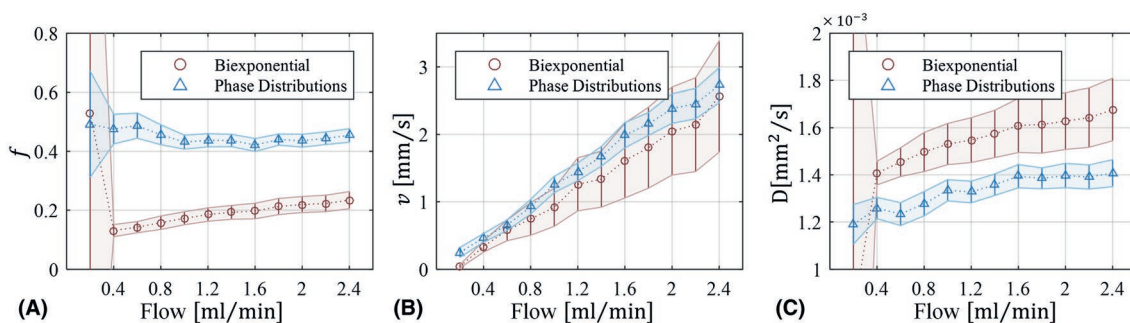 0.8
0.6
0.4
0.2
0
f
Biexponential
Phase Distributions
0.4 0.8 1.2 1.6 2 2.4
Flow [ml/min]
(A)
3
2
1
0
v [mm/s]
Biexponential
Phase Distributions
0.4 0.8 1.2 1.6 2 2.4
Flow [ml/min]
(B)
2 × 10⁻³
1.8
1.6
1.4
1.2
1
D[mm²/s]
Biexponential
Phase Distributions
0.4 0.8 1.2 1.6 2 2.4
Flow [ml/min]
(C)